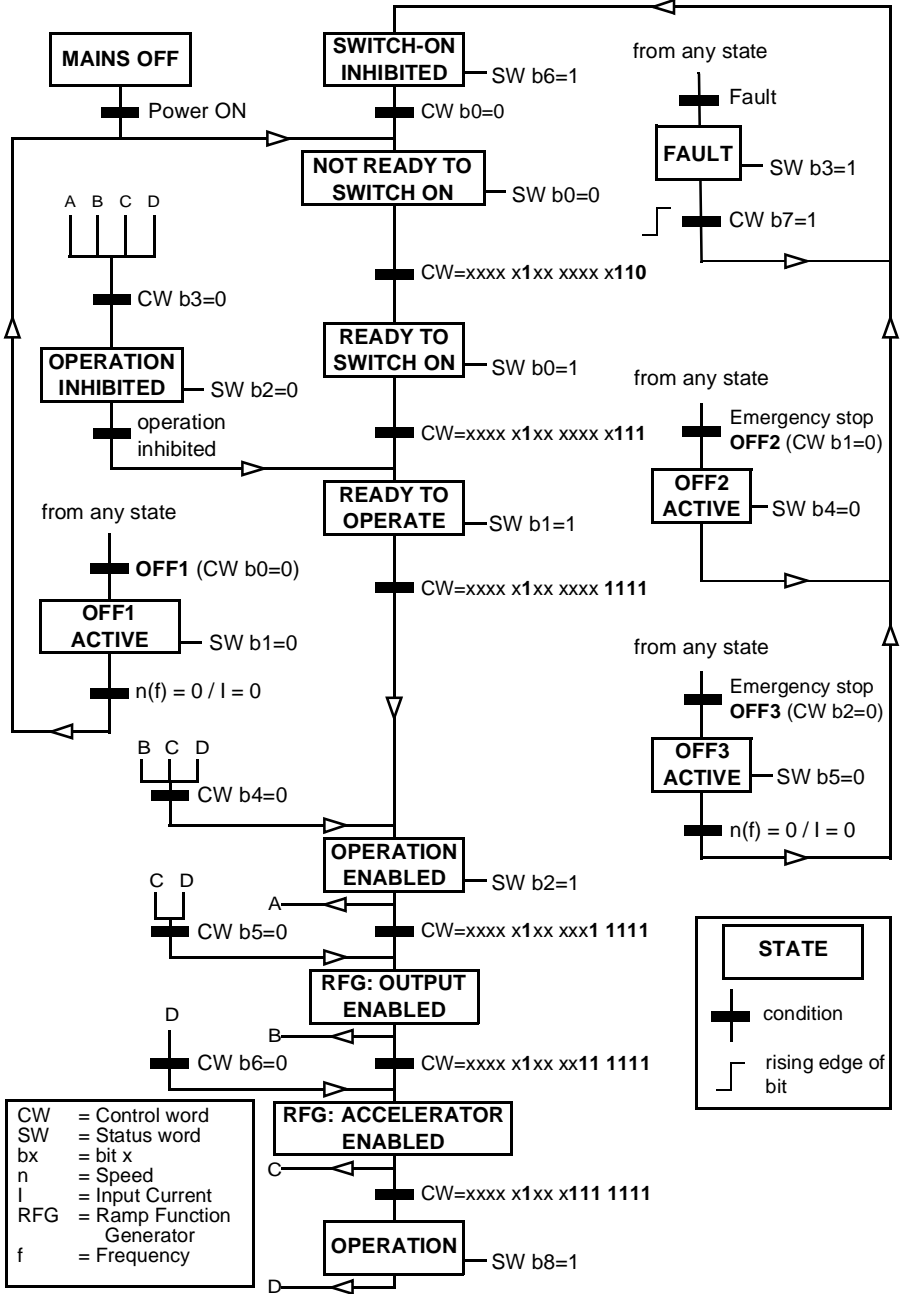 MAINS OFF
Power ON
SWITCH-ON
INHIBITED
SW b6=1
CW b0=0
from any state
Fault
FAULT
SW b3=1
CW b7=1
NOT READY TO
SWITCH ON
SW b0=0
A B C D
CW b3=0
CW=xxxx x1xx xxxx x110
OPERATION
INHIBITED
SW b2=0
operation
inhibited
READY TO
SWITCH ON
SW b0=1
CW=xxxx x1xx xxxx x111
from any state
Emergency stop
OFF2 (CW b1=0)
OFF2
ACTIVE
SW b4=0
READY TO
OPERATE
SW b1=1
from any state
OFF1 (CW b0=0)
OFF1
ACTIVE
SW b1=0
n(f) = 0 / I = 0
CW=xxxx x1xx xxxx 1111
from any state
Emergency stop
OFF3 (CW b2=0)
OFF3
ACTIVE
SW b5=0
n(f) = 0 / I = 0
B C D
CW b4=0
OPERATION
ENABLED
SW b2=1
A
C D
CW b5=0
CW=xxxx x1xx xxx1 1111
RFG: OUTPUT
ENABLED
B
D
CW b6=0
CW=xxxx x1xx xx11 1111
RFG: ACCELERATOR
ENABLED
C
CW=xxxx x1xx x111 1111
OPERATION
SW b8=1
D
STATE
condition
rising edge of
bit
CW = Control word
SW = Status word
bx = bit x
n = Speed
I = Input Current
RFG = Ramp Function
Generator
f = Frequency